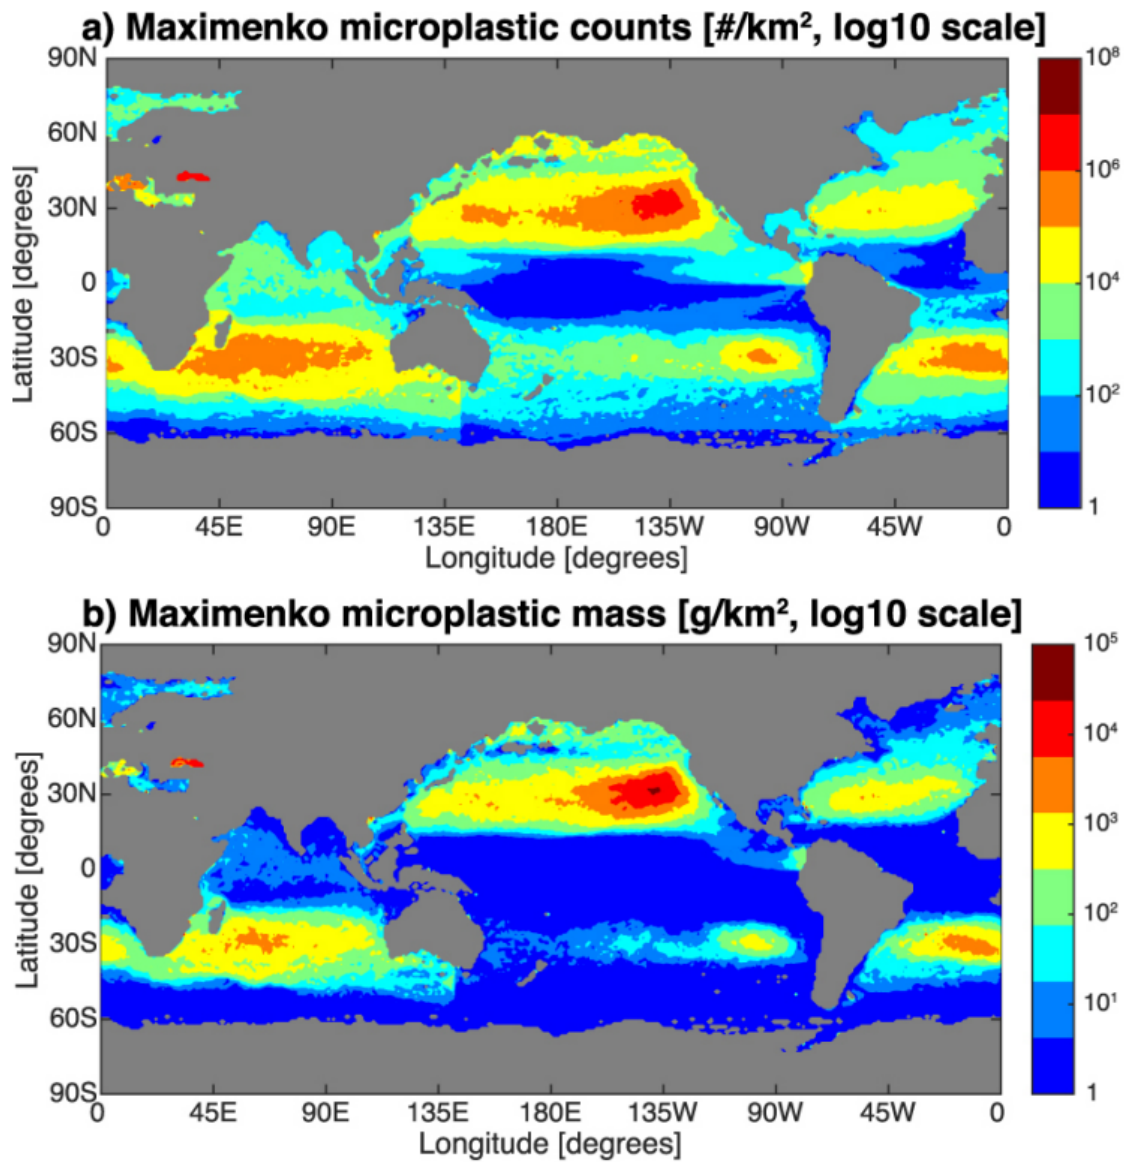 a) Maximenko microplastic counts [#/km², log10 scale]
90N
60N
30N
0
30S
60S
90S
Latitude [degrees]
0 45E 90E 135E 180E 135W 90W 45W 0
Longitude [degrees]
10⁸
10⁶
10⁴
10²
1
b) Maximenko microplastic mass [g/km², log10 scale]
90N
60N
30N
0
30S
60S
90S
Latitude [degrees]
0 45E 90E 135E 180E 135W 90W 45W 0
Longitude [degrees]
10⁵
10⁴
10³
10²
10¹
1